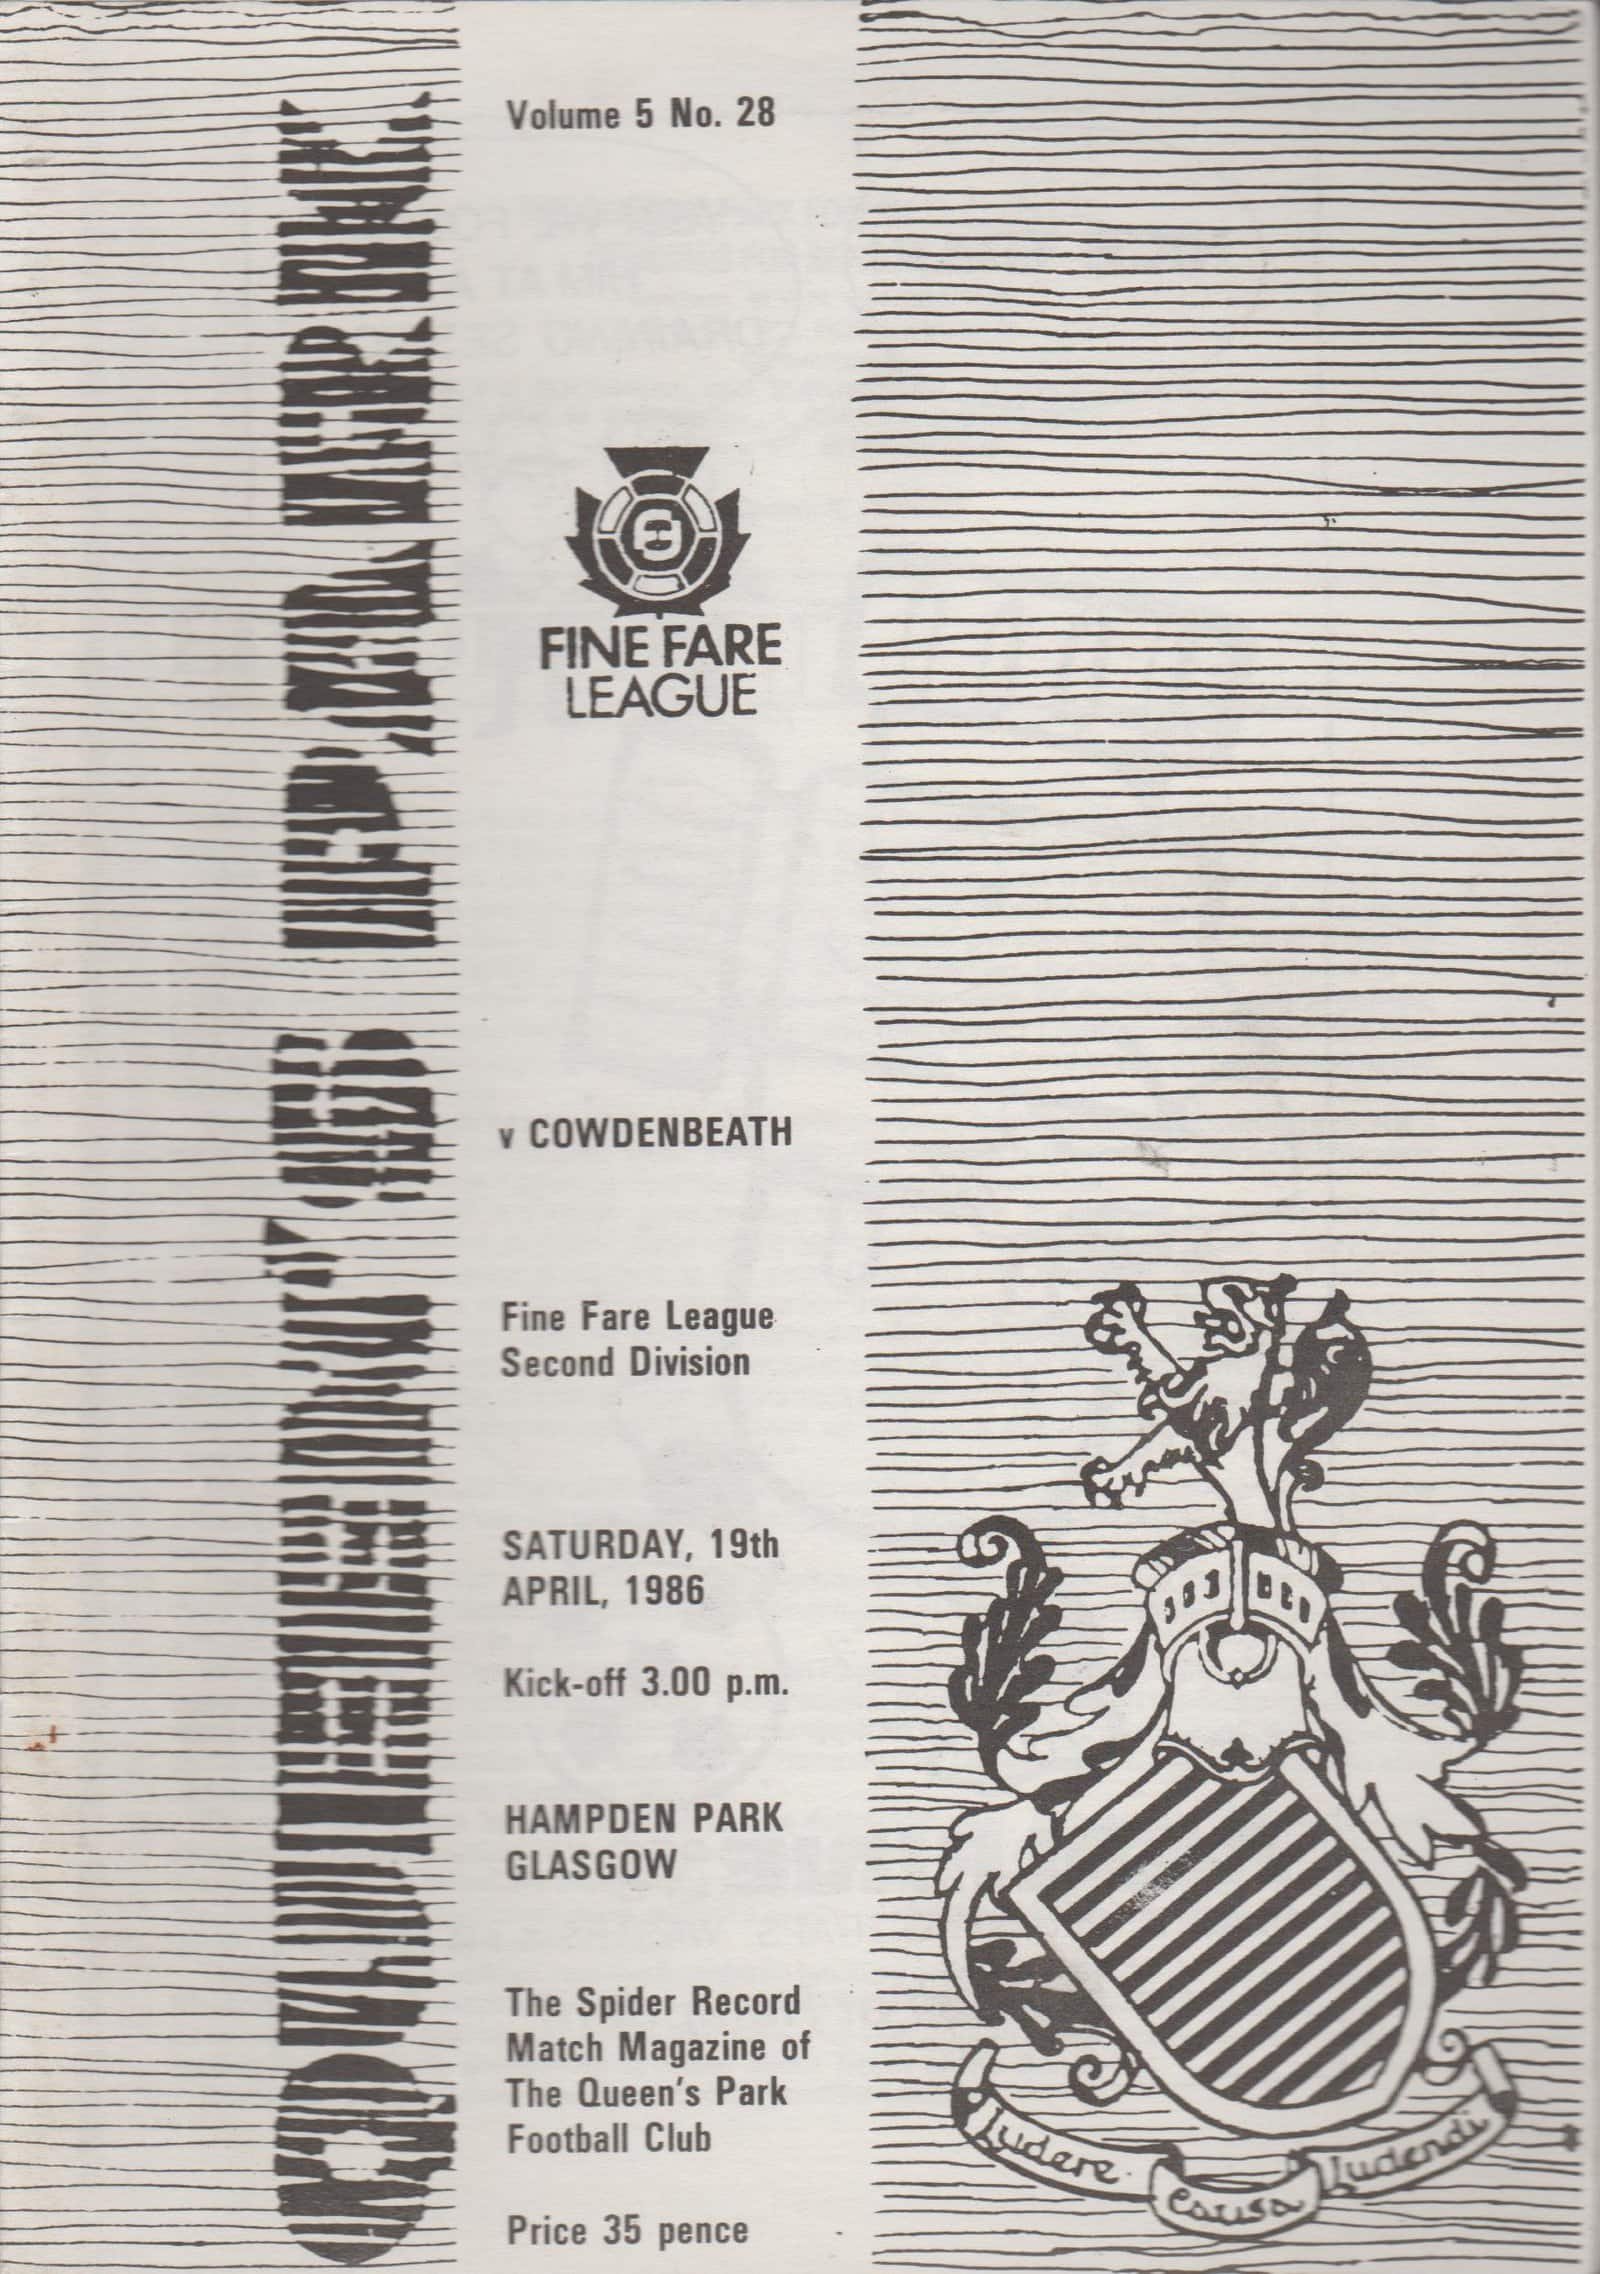 QUEEN'S PARK
Volume 5 No. 28
FINE FARE
LEAGUE
v COWDENBEATH
Fine Fare League
Second Division
SATURDAY, 19th
APRIL, 1986
Kick-off 3.00 p.m.
HAMPDEN PARK
GLASGOW
The Spider Record
Match Magazine of
The Queen's Park
Football Club
Price 35 pence
Ludere
Causa
Ludendi